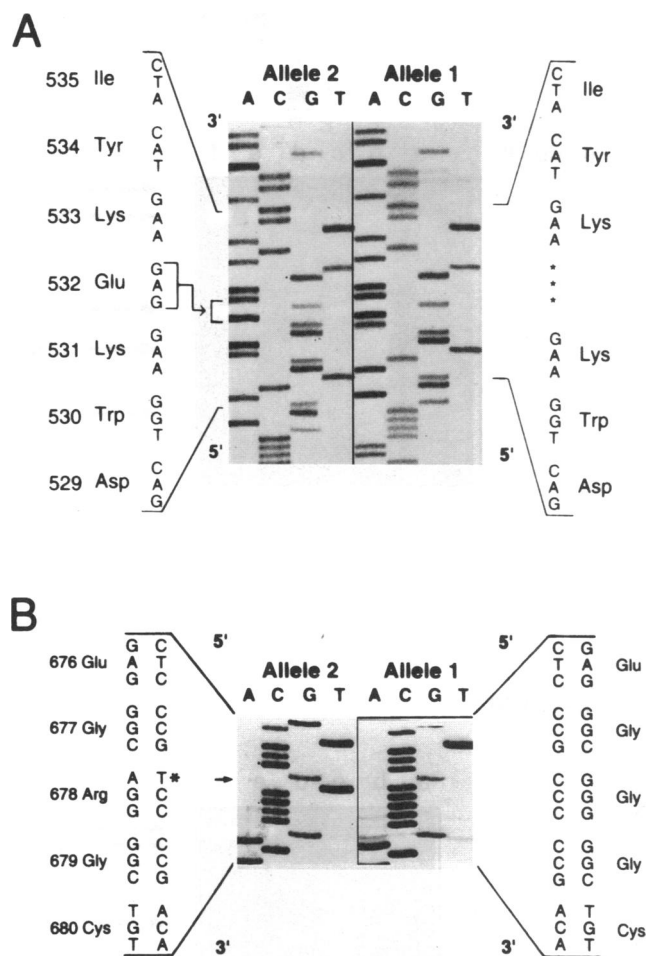 A
Allele 2 Allele 1
A C G T A C G T
3' 3'
5' 5'
535 Ile
C
T
A
534 Tyr
C
A
T
533 Lys
G
A
A
532 Glu
G
A
G
531 Lys
G
A
A
530 Trp
G
G
T
529 Asp
C
A
G
C
T
A
Ile
C
A
T
Tyr
G
A
A
Lys
*
*
*
G
A
A
Lys
G
G
T
Trp
C
A
G
Asp
B
5' 5'
Allele 2 Allele 1
A C G T A C G T
3' 3'
G C
676 Glu A T
G C
G C
677 Gly G C
C G
A T*
678 Arg G C
G C
G C
679 Gly G C
C G
T A
680 Cys G C
T A
C G
T A Glu
C G
C G
C G Gly
G C
C G
C G Gly
C G
C G
C G Gly
G C
A T
C G Cys
A T